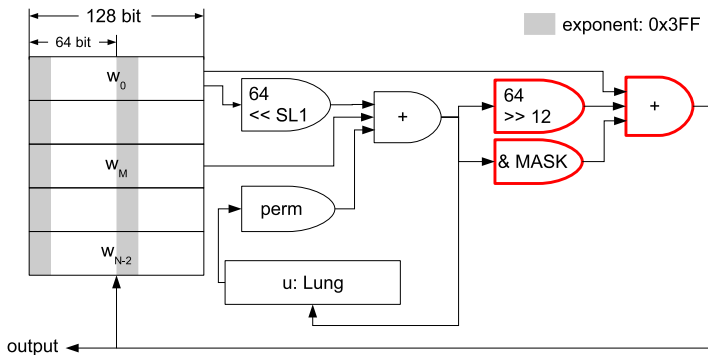 128 bit
exponent: 0x3FF
64 bit
w0
64
<< SL1
+
64
>> 12
+
wM
& MASK
perm
wN-2
u: Lung
output